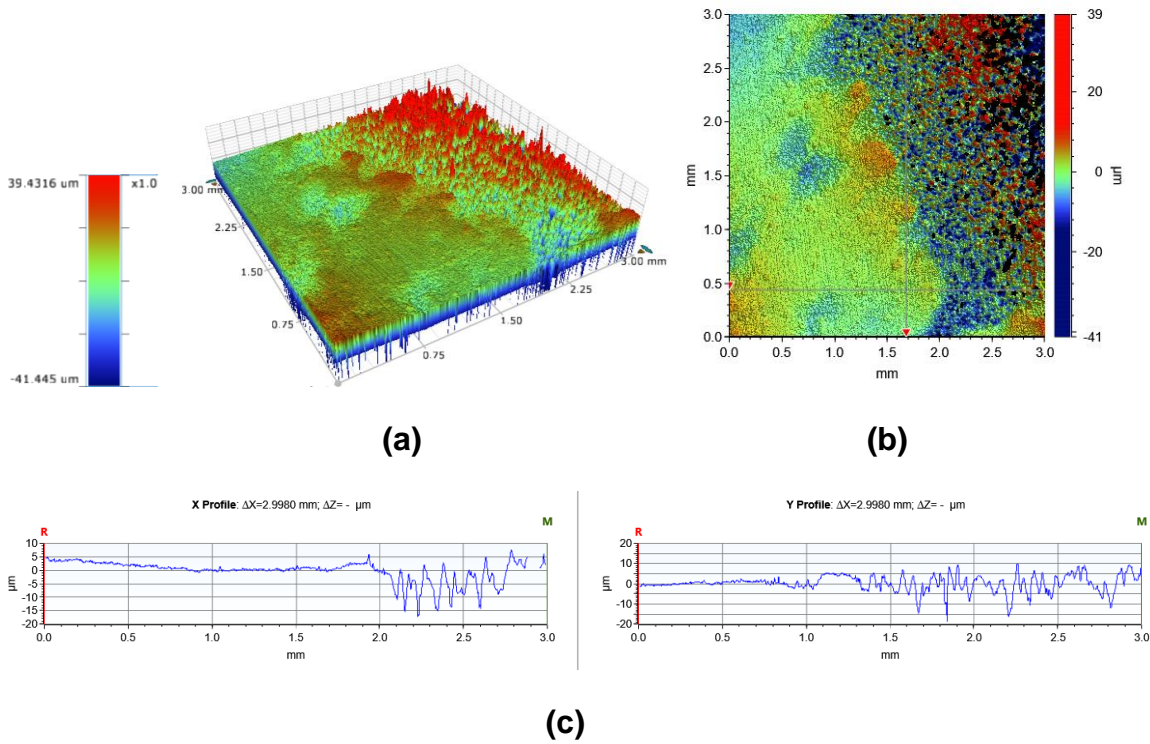 39.4316 um
x1.0
-41.445 um
3.00 mm
2.25
1.50
0.75
0.75
1.50
2.25
3.00 mm
(a)
mm
3.0
2.5
2.0
1.5
1.0
0.5
0.0
0.0 0.5 1.0 1.5 2.0 2.5 3.0
mm
39
20
0
-20
-41
µm
(b)
X Profile: ΔX=2.9980 mm; ΔZ= - µm
R
M
µm
10
5
0
-5
-10
-15
-20
0.0 0.5 1.0 1.5 2.0 2.5 3.0
mm
Y Profile: ΔX=2.9980 mm; ΔZ= - µm
R
M
µm
20
10
0
-10
-20
0.0 0.5 1.0 1.5 2.0 2.5 3.0
mm
(c)